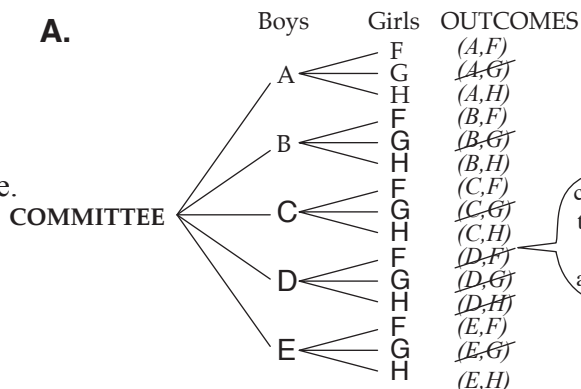 A.
Boys Girls OUTCOMES
F (A,F)
A G (A,G)
H (A,H)
F (B,F)
B G (B,G)
H (B,H)
e.
F (C,F)
C G (C,G)
COMMITTEE
H (C,H)
F (D,F)
D G (D,G)
H (D,H)
F (E,F)
E G (E,G)
H (E,H)
c
t
a